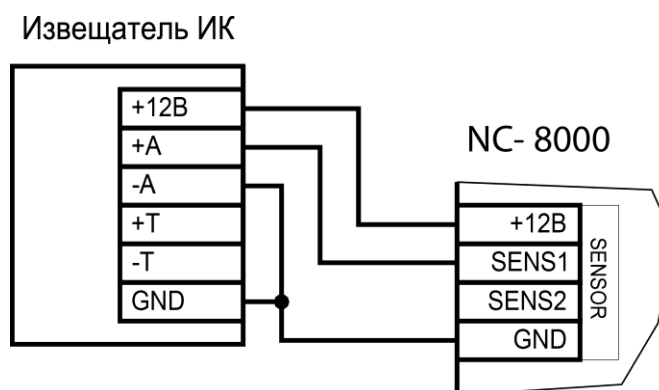 Извещатель ИК
+12В
+А
-А
+Т
-Т
GND
NC- 8000
+12В
SENS1
SENS2
GND
SENSOR